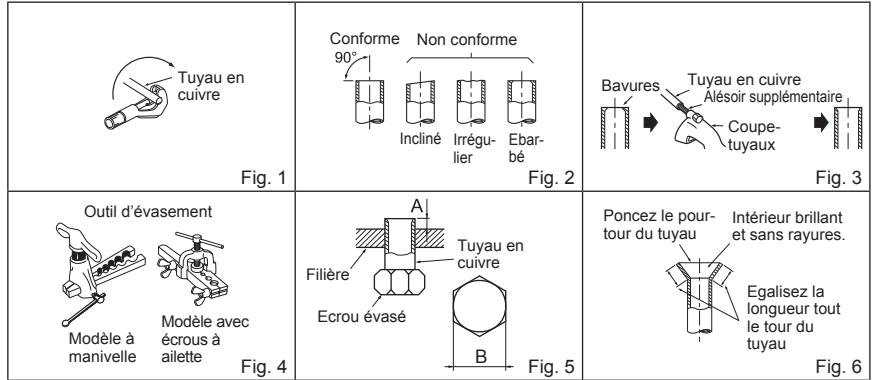 Tuyau en
cuivre
Fig. 1
Conforme
Non conforme
90°
Incliné
Irrégu-
lier
Ebar-
bé
Fig. 2
Bavures
Tuyau en cuivre
Alésoir supplémentaire
Coupe-
tuyaux
Fig. 3
Outil d'évasement
Modèle à
manivelle
Modèle avec
écrous à
ailette
Fig. 4
A
Tuyau en
cuivre
Filière
Ecrou évasé
B
Fig. 5
Poncez le pour-
tour du tuyau
Intérieur brillant
et sans rayures.
Egalisez la
longueur tout
le tour du
tuyau
Fig. 6